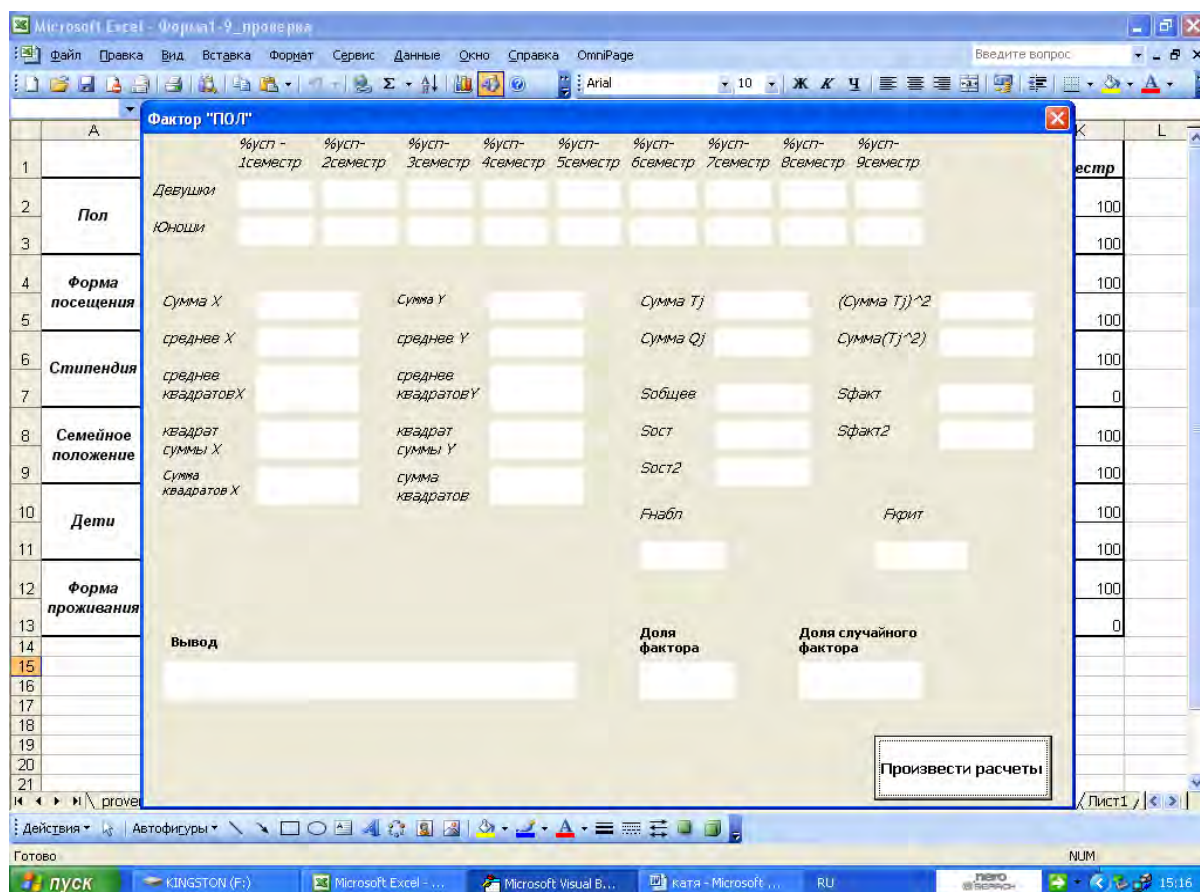 Microsoft Excel - Форма1-9_проверка
Файл Правка Вид Вставка Формат Сервис Данные Окно Справка OmniPage
Введите вопрос
Arial 10 Ж К Ч
Фактор "ПОЛ"
A K L
%усп - 1семестр
%усп- 2семестр
%усп- 3семестр
%усп- 4семестр
%усп- 5семестр
%усп- 6семестр
%усп- 7семестр
%усп- 8семестр
%усп- 9семестр
Девушки
Юноши
Сумма X
Сумма Y
Сумма Tj
(Сумма Tj)^2
среднее X
среднее Y
Сумма Qj
Сумма(Tj^2)
среднее
квадратовX
среднее
квадратовY
Sобщее
Sфакт
квадрат
суммы X
квадрат
суммы Y
Sост
Sфакт2
Сумма
квадратов X
сумма
квадратов
Sост2
Fнабл
Fкрит
Вывод
Доля
фактора
Доля случайного
фактора
Произвести расчеты
1
естр
2
Пол
100
3
100
4
Форма
посещения
100
5
100
6
Стипендия
100
7
0
8
Семейное
положение
100
9
100
10
Дети
100
11
100
12
Форма
проживания
100
13
0
14
15
16
17
18
19
20
21
prove
Лист1
Действия Автофигуры
Готово
NUM
пуск
KINGSTON (F:)
Microsoft Excel - ...
Microsoft Visual B...
катя - Microsoft ...
RU
nero
SEARCH
15:16